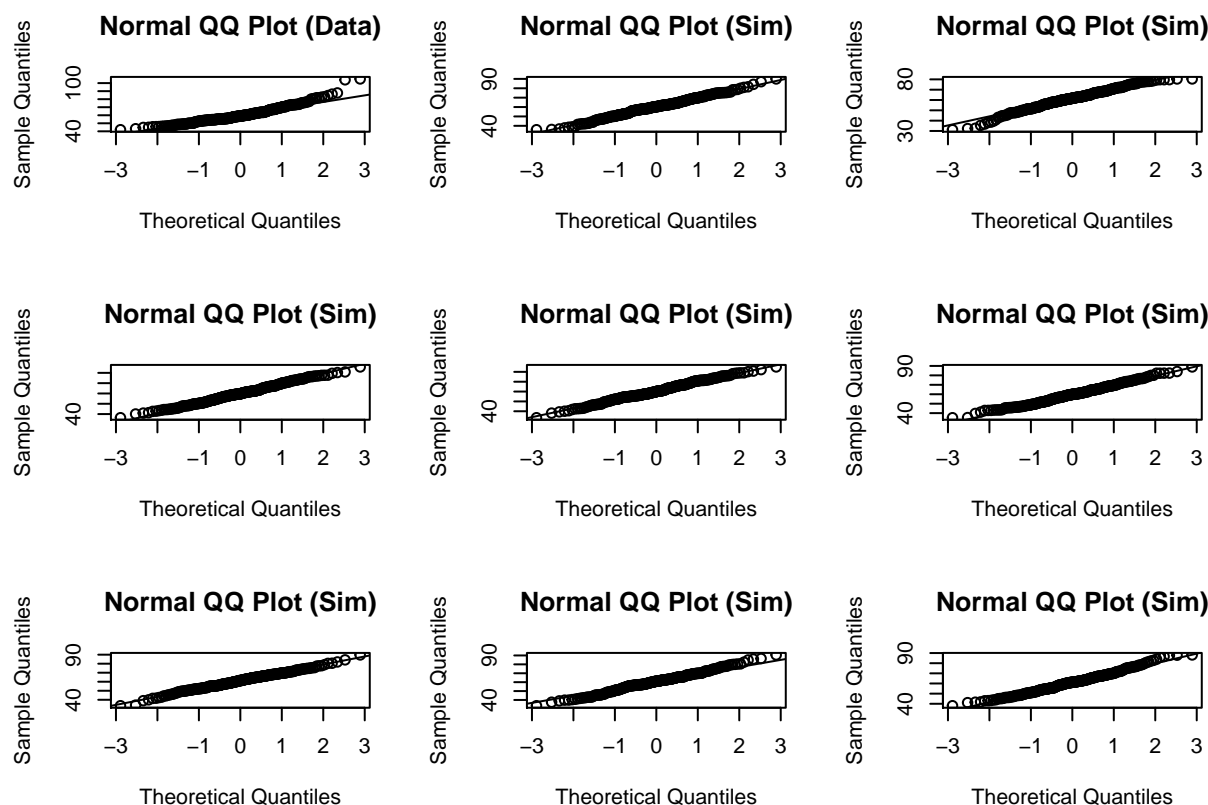 Normal QQ Plot (Data)
Sample Quantiles
40 100
−3 −1 0 1 2 3
Theoretical Quantiles
Normal QQ Plot (Sim)
Sample Quantiles
40 90
−3 −1 0 1 2 3
Theoretical Quantiles
Normal QQ Plot (Sim)
Sample Quantiles
30 80
−3 −1 0 1 2 3
Theoretical Quantiles
Normal QQ Plot (Sim)
Sample Quantiles
40
−3 −1 0 1 2 3
Theoretical Quantiles
Normal QQ Plot (Sim)
Sample Quantiles
40
−3 −1 0 1 2 3
Theoretical Quantiles
Normal QQ Plot (Sim)
Sample Quantiles
40 90
−3 −1 0 1 2 3
Theoretical Quantiles
Normal QQ Plot (Sim)
Sample Quantiles
40 90
−3 −1 0 1 2 3
Theoretical Quantiles
Normal QQ Plot (Sim)
Sample Quantiles
40 90
−3 −1 0 1 2 3
Theoretical Quantiles
Normal QQ Plot (Sim)
Sample Quantiles
40 90
−3 −1 0 1 2 3
Theoretical Quantiles